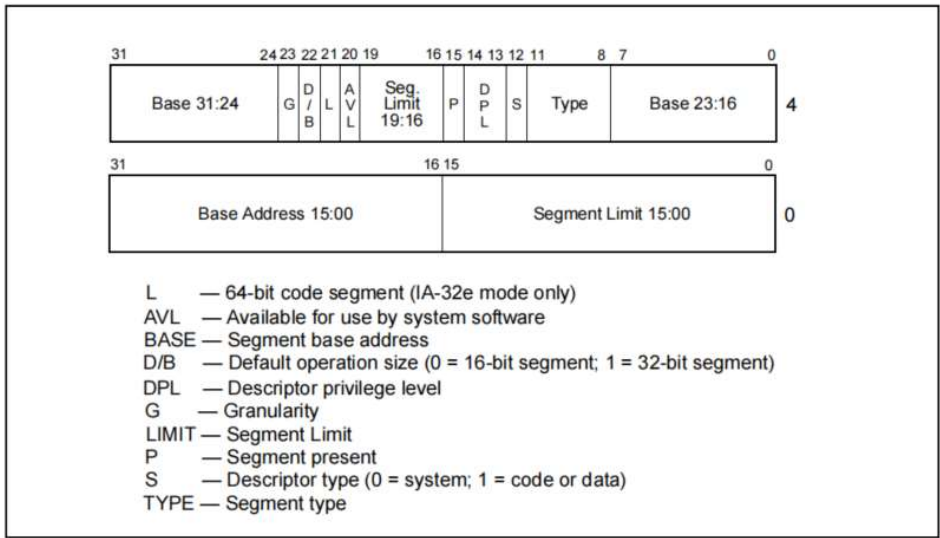 31 24 23 22 21 20 19 16 15 14 13 12 11 8 7 0
Base 31:24 G D/B L AVL Seg. Limit 19:16 P DPL S Type Base 23:16 4
31 16 15 0
Base Address 15:00 Segment Limit 15:00 0
L — 64-bit code segment (IA-32e mode only)
AVL — Available for use by system software
BASE — Segment base address
D/B — Default operation size (0 = 16-bit segment; 1 = 32-bit segment)
DPL — Descriptor privilege level
G — Granularity
LIMIT — Segment Limit
P — Segment present
S — Descriptor type (0 = system; 1 = code or data)
TYPE — Segment type